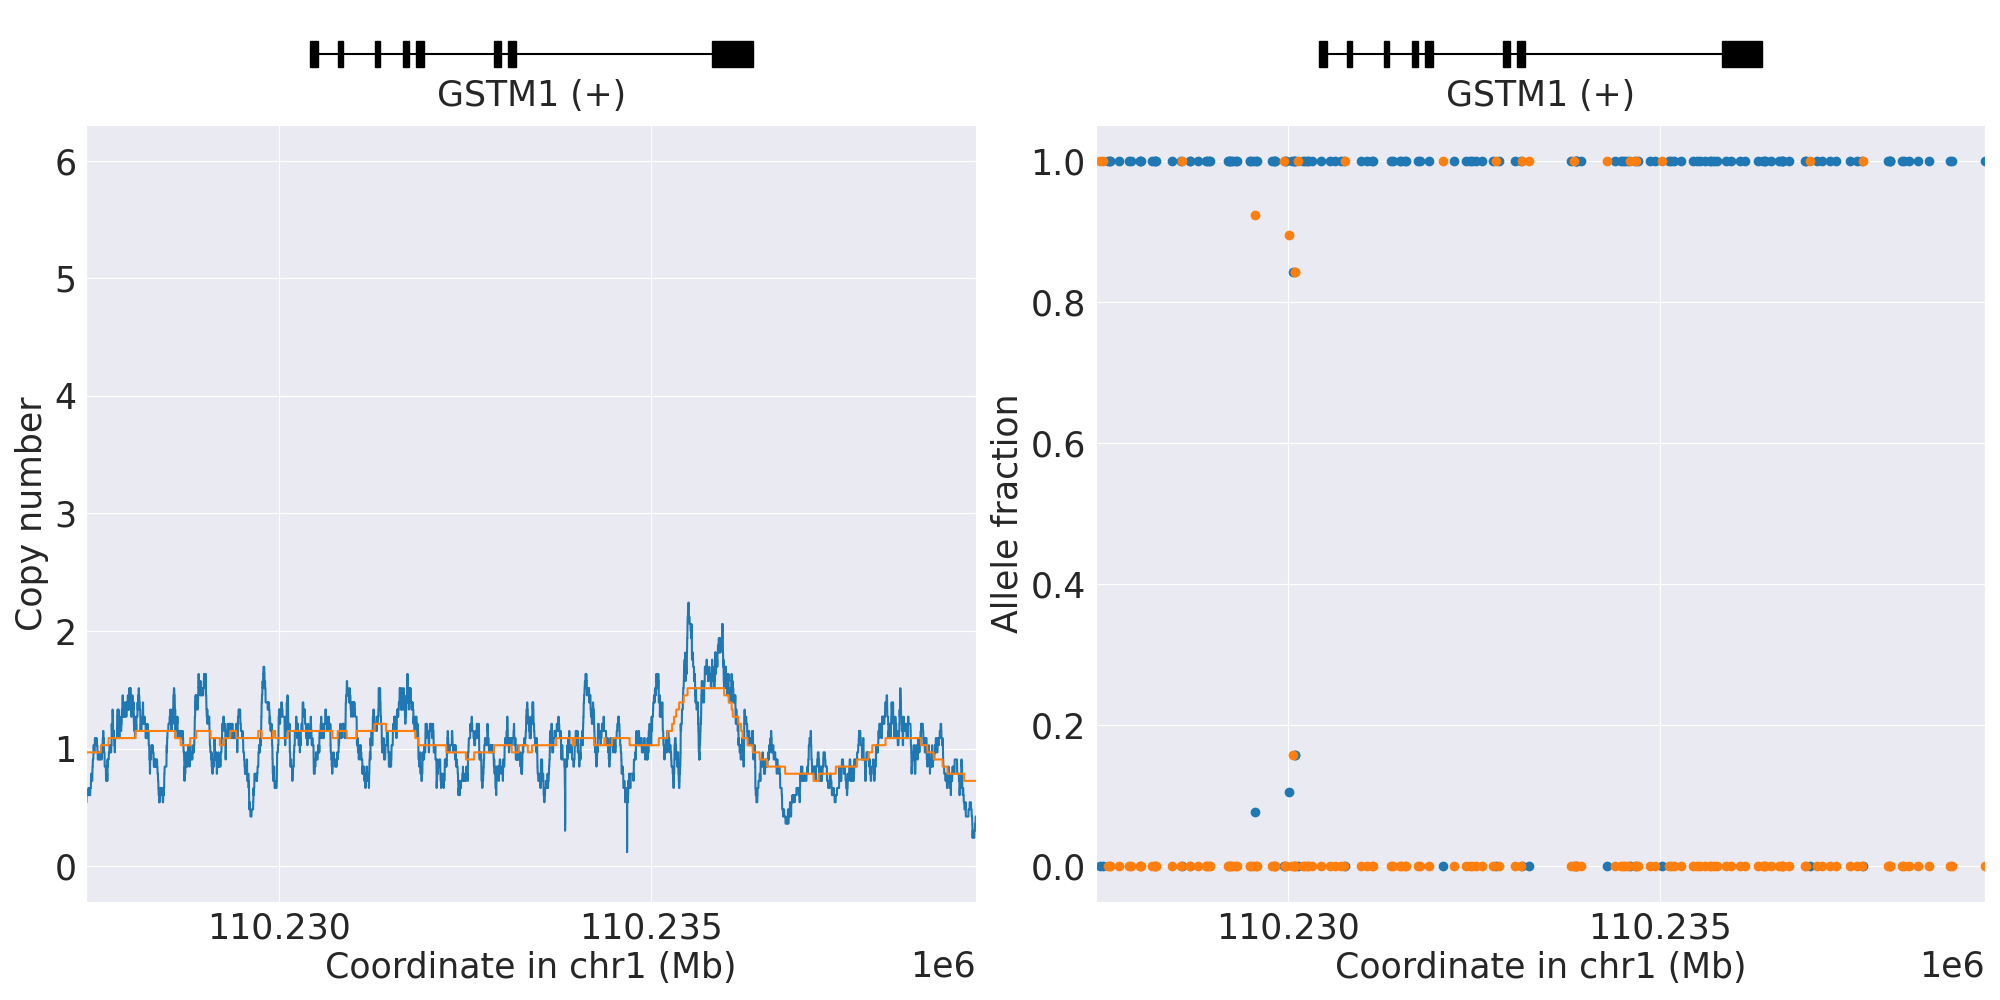 GSTM1 (+)
6
5
4
3
2
1
0
Copy number
110.230
110.235
Coordinate in chr1 (Mb)
1e6
GSTM1 (+)
1.0
0.8
0.6
0.4
0.2
0.0
Allele fraction
110.230
110.235
Coordinate in chr1 (Mb)
1e6